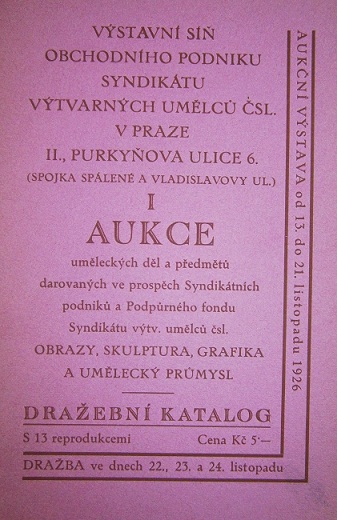 VÝSTAVNÍ SÍŇ
OBCHODNÍHO PODNIKU
SYNDIKÁTU
VÝTVARNÝCH UMĚLCŮ ČSL.
V PRAZE
II., PURKYŇOVA ULICE 6.
(SPOJKA SPÁLENÉ A VLADISLAVOVY UL.)
I
AUKCE
uměleckých děl a předmětů
darovaných ve prospěch Syndikátních
podniků a Podpůrného fondu
Syndikátu výtv. umělců čsl.
OBRAZY, SKULPTURA, GRAFIKA
A UMĚLECKÝ PRŮMYSL
DRAŽEBNÍ KATALOG
S 13 reprodukcemi Cena Kč 5·—
DRAŽBA ve dnech 22., 23. a 24. listopadu
AUKČNÍ VÝSTAVA od 13. do 21. listopadu 1926